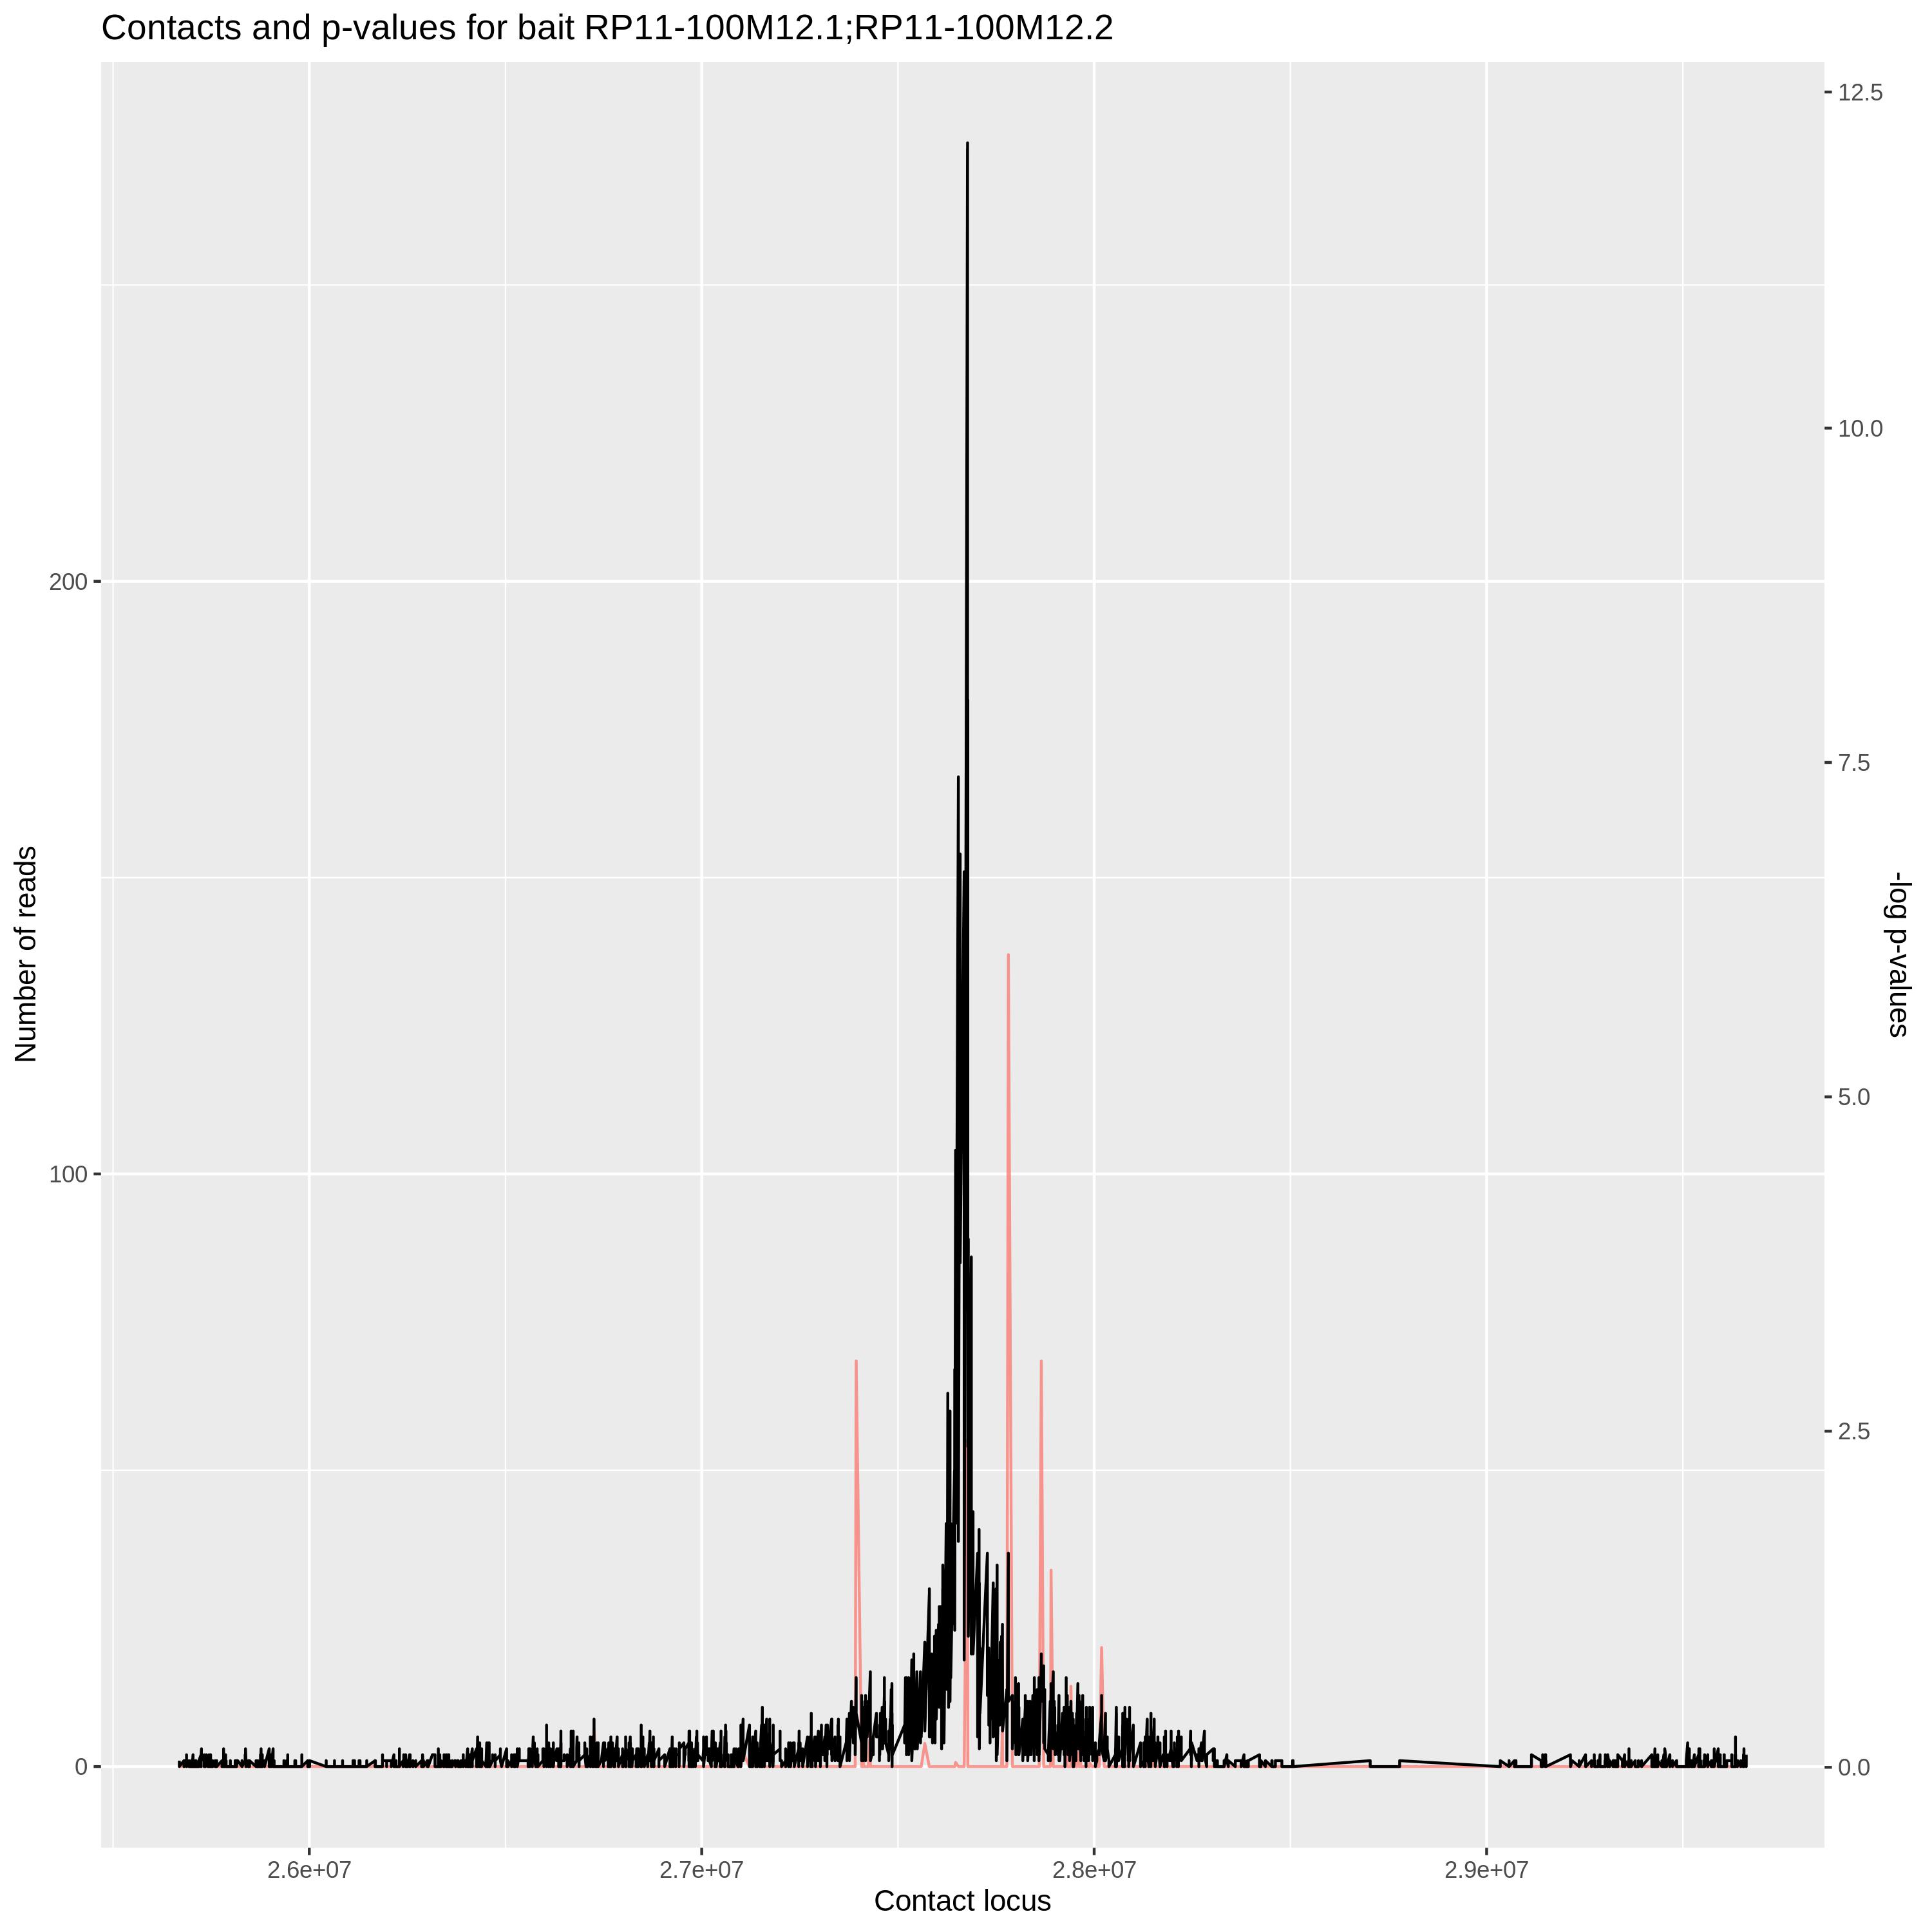 Contacts and p-values for bait RP11-100M12.1;RP11-100M12.2
12.5
10.0
200
7.5
Number of reads
-log p-values
5.0
100
2.5
0
0.0
2.6e+07 2.7e+07 2.8e+07 2.9e+07
Contact locus